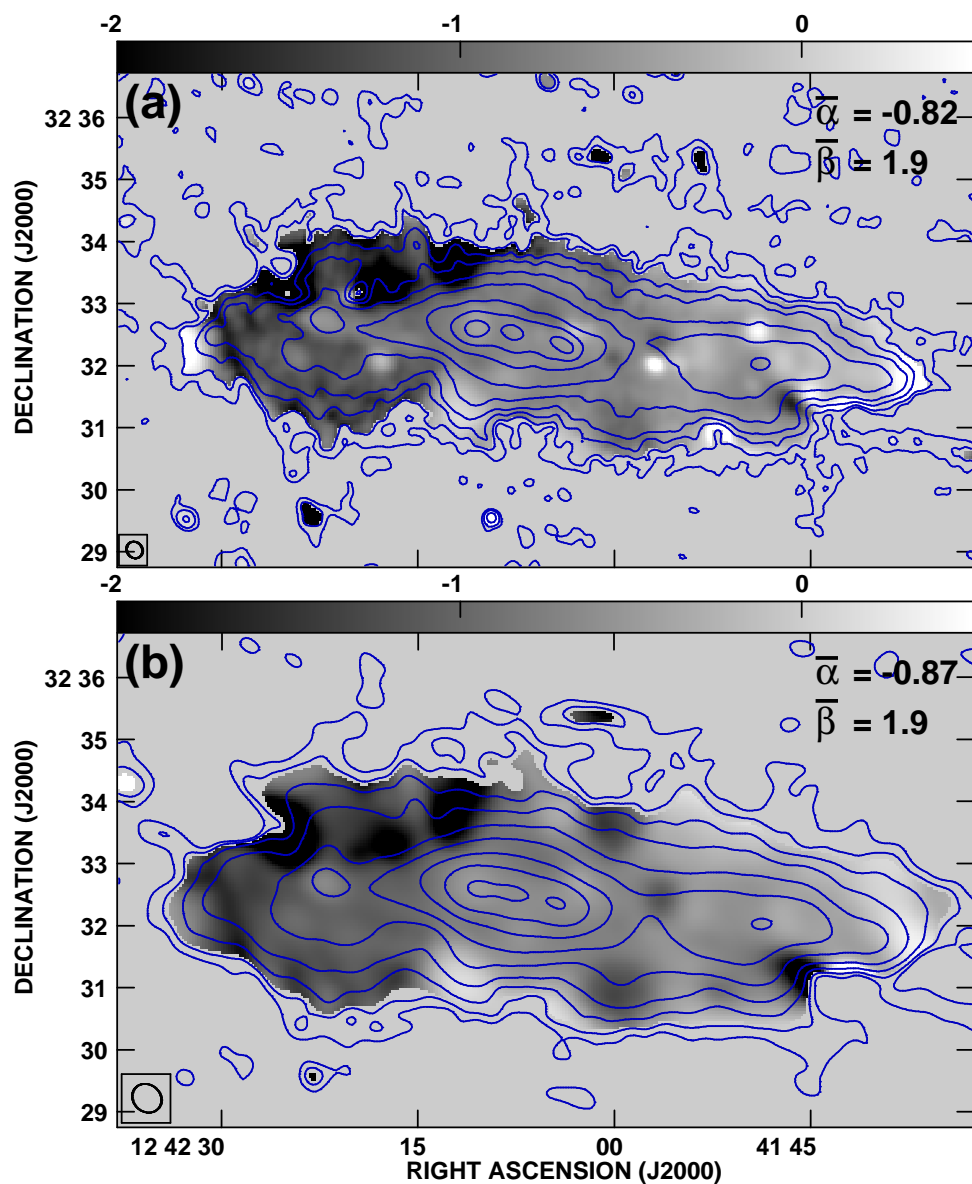 -2 -1 0
(a)
α = -0.82
β = 1.9
32 36
35
34
33
32
31
30
29
DECLINATION (J2000)
-2 -1 0
(b)
α = -0.87
β = 1.9
32 36
35
34
33
32
31
30
29
DECLINATION (J2000)
12 42 30 15 00 41 45
RIGHT ASCENSION (J2000)